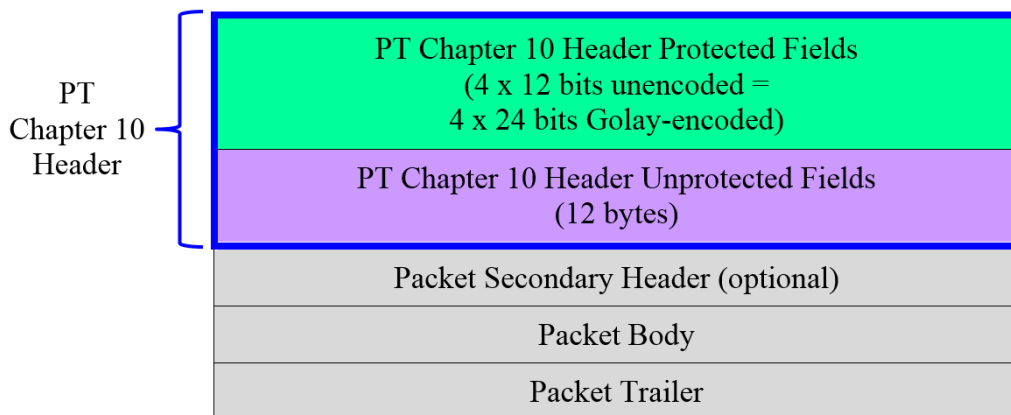 PT Chapter 10 Header Protected Fields
(4 x 12 bits unencoded =
4 x 24 bits Golay-encoded)
PT
Chapter 10
Header
PT Chapter 10 Header Unprotected Fields
(12 bytes)
Packet Secondary Header (optional)
Packet Body
Packet Trailer